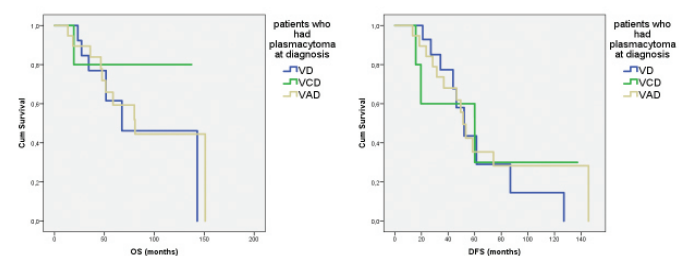 patients who
had
plasmacytoma
at diagnosis
VD
VCD
VAD
Cum Survival
1,0
0,8
0,6
0,4
0,2
0,0
0
50
100
150
200
OS (months)
patients who
had
plasmacytoma
at diagnosis
VD
VCD
VAD
Cum Survival
1,0
0,8
0,6
0,4
0,2
0,0
0
20
40
60
80
100
120
140
DFS (months)